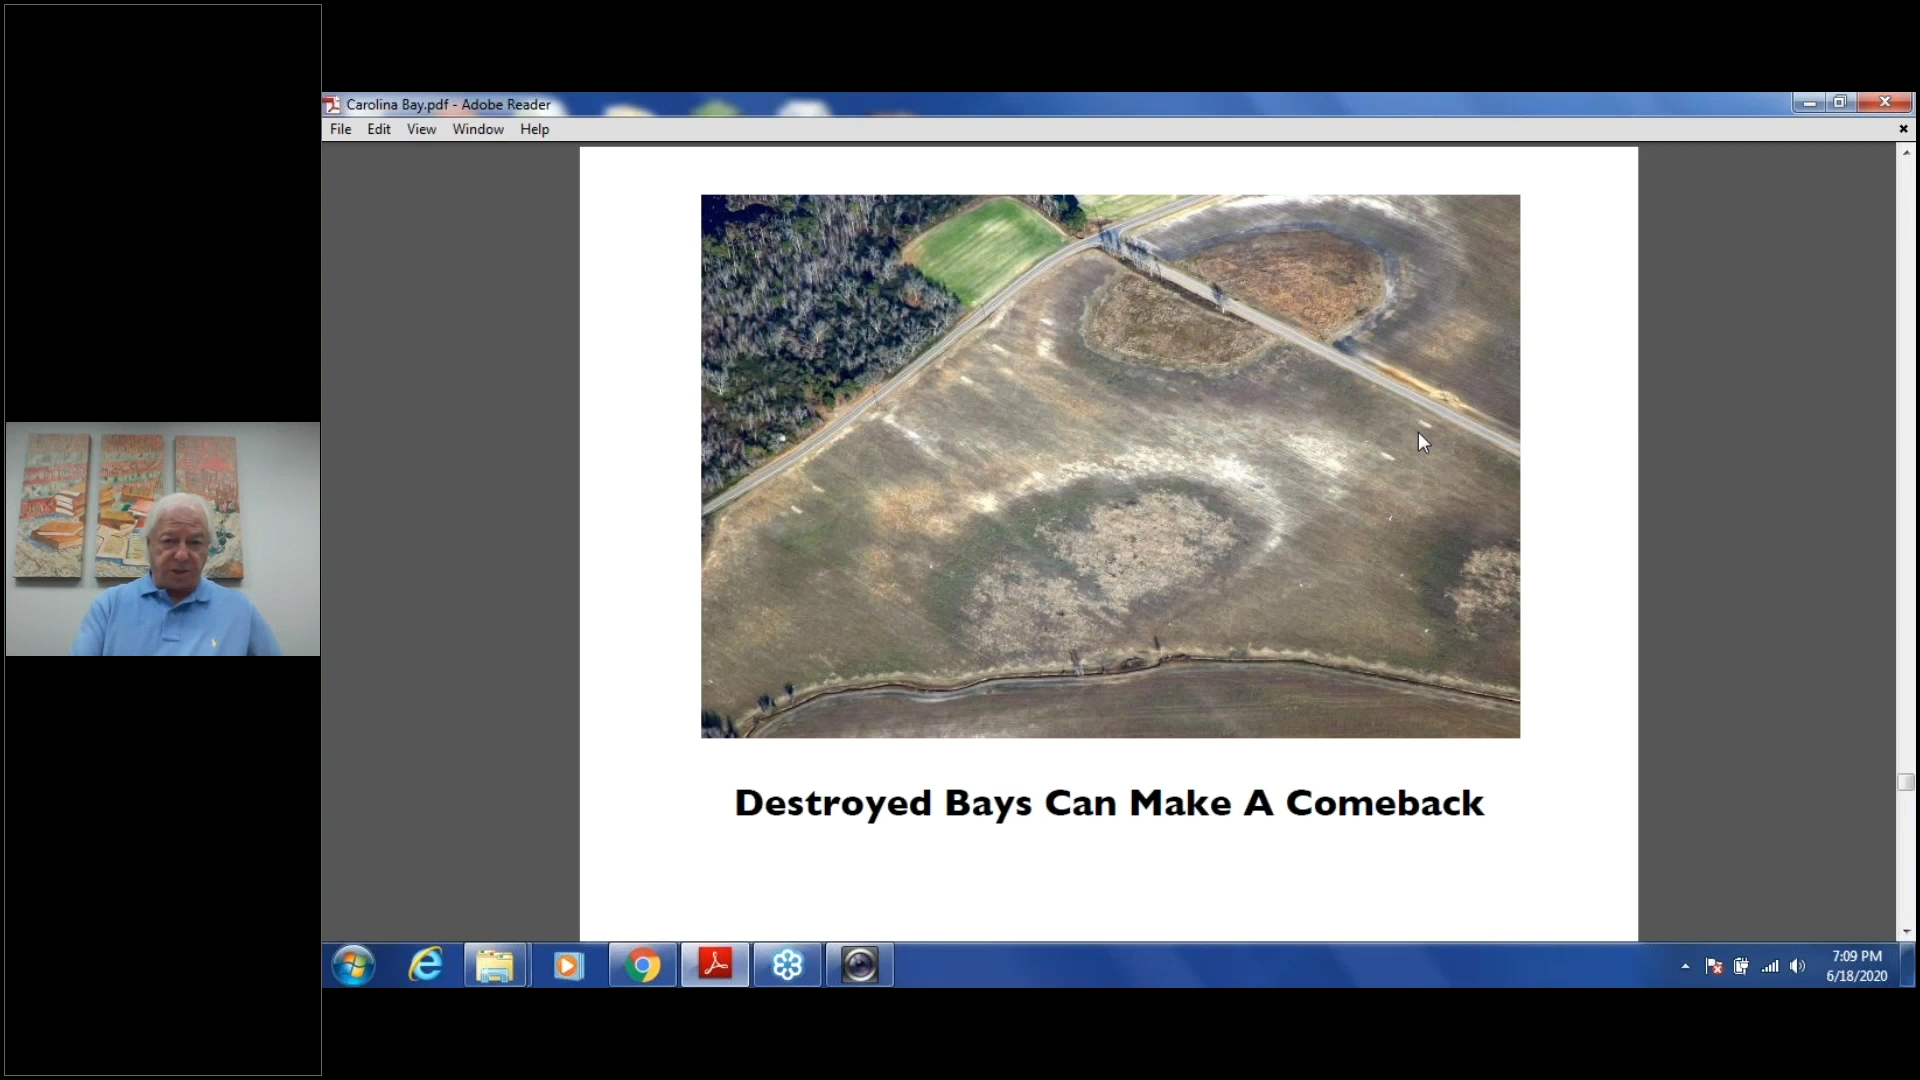 Carolina Bay.pdf - Adobe Reader
File Edit View Window Help
Destroyed Bays Can Make A Comeback
7:09 PM
6/18/2020